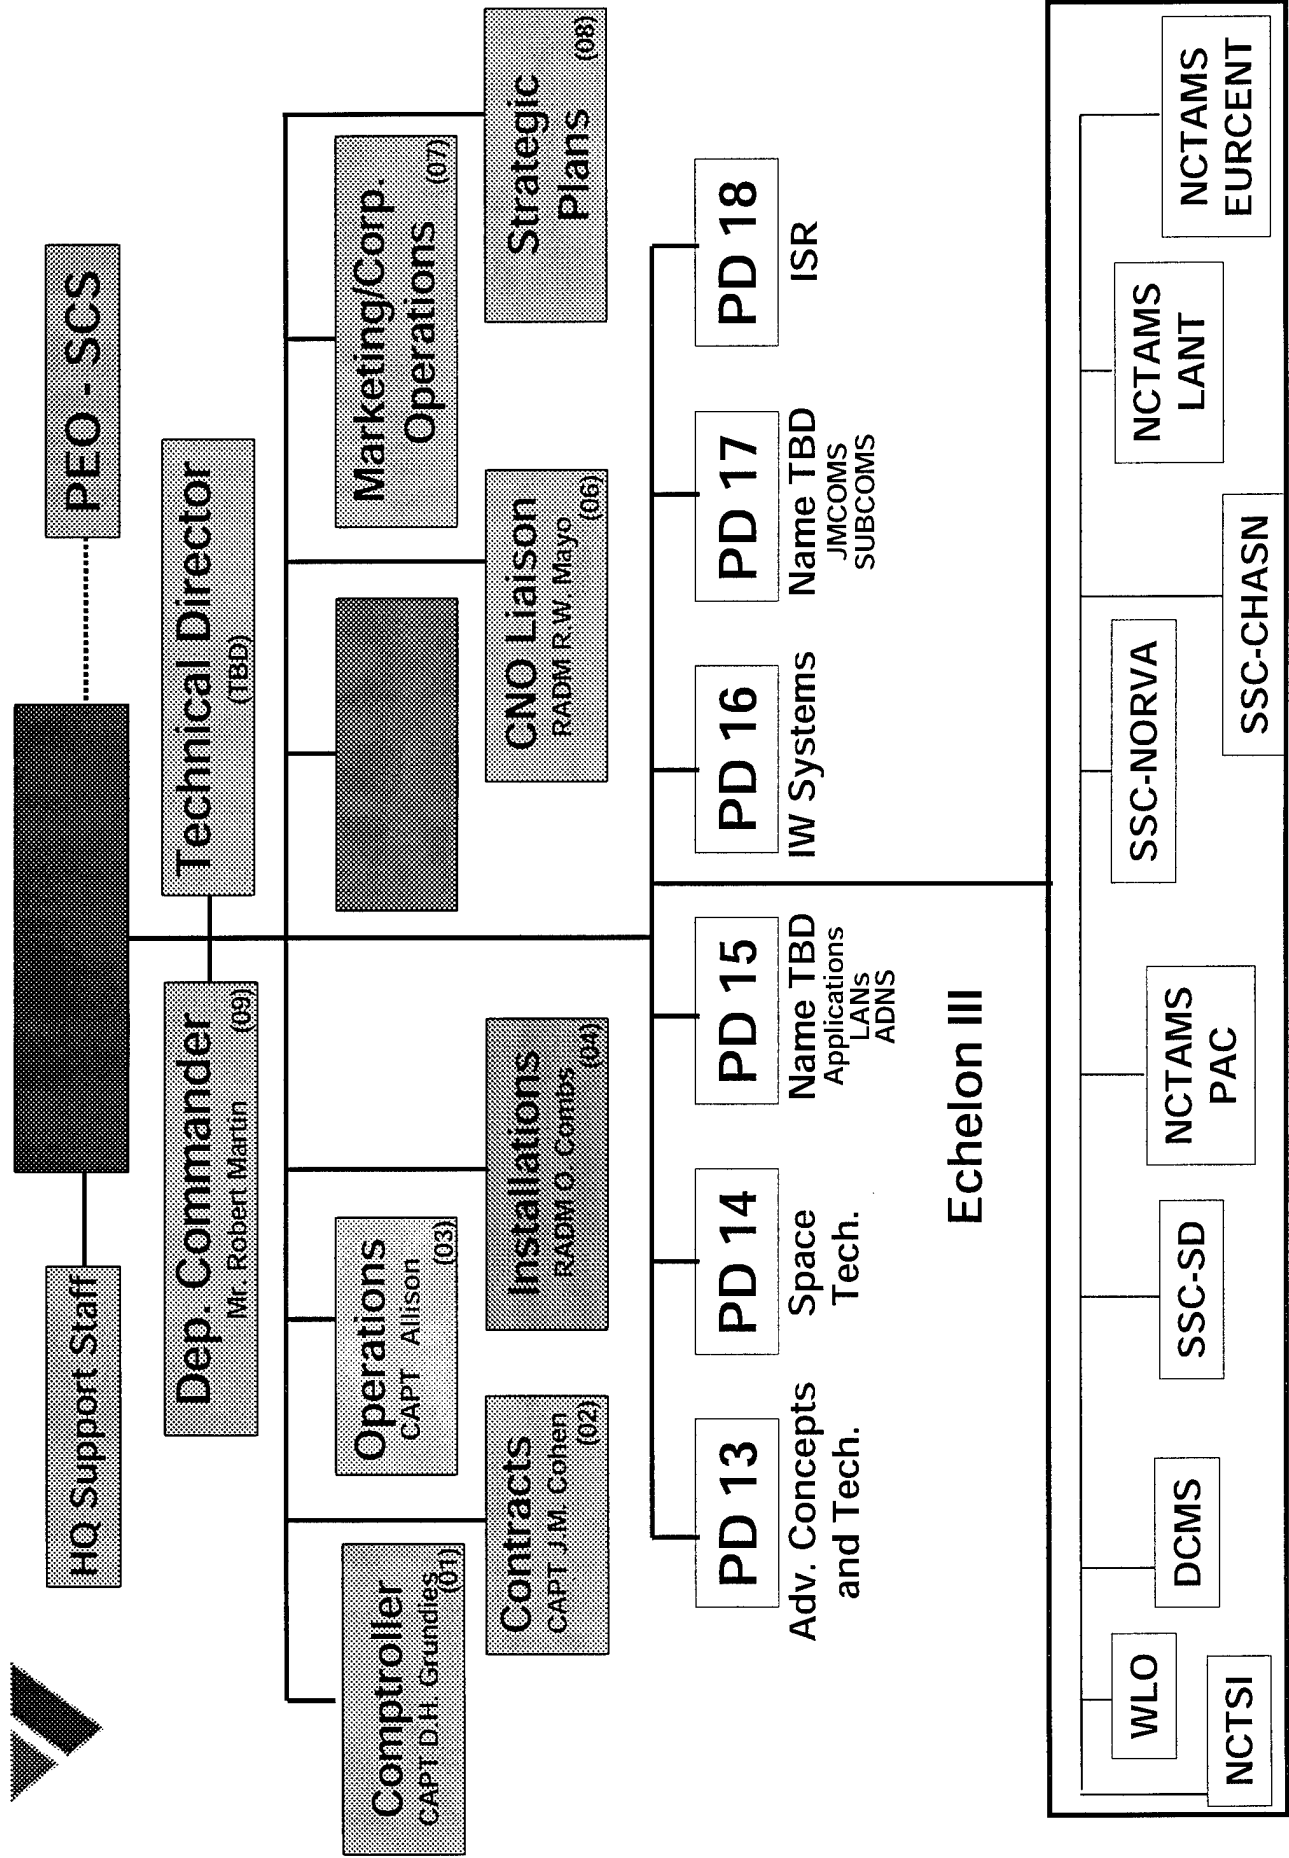 HQ Support Staff
PEO - SCS
Dep. Commander
Mr. Robert Martin
(09)
Technical Director
(TBD)
Comptroller
CAPT D.H. Grundies
(01)
Contracts
CAPT J.M. Cohen
(02)
Operations
CAPT Allison
(03)
Installations
RADM O. Combs
(04)
CNO Liaison
RADM R.W. Mayo
(06)
Marketing/Corp.
Operations
(07)
Strategic
Plans
(08)
PD 13
Adv. Concepts
and Tech.
PD 14
Space
Tech.
PD 15
Name TBD
Applications
LANs
ADNS
PD 16
IW Systems
PD 17
Name TBD
JMCOMS
SUBCOMS
PD 18
ISR
Echelon III
NCTSI
WLO
DCMS
SSC-SD
NCTAMS
PAC
SSC-NORVA
SSC-CHASN
NCTAMS
LANT
NCTAMS
EURCENT